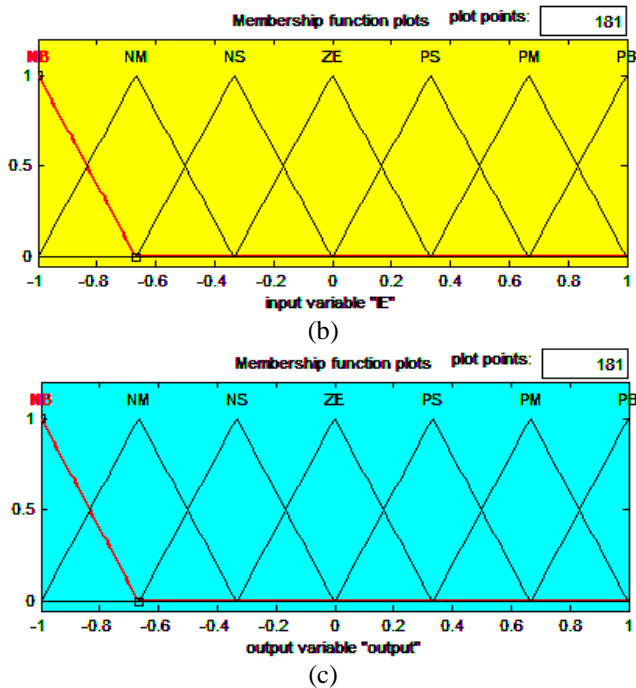 Membership function plots plot points: 181
NB NM NS ZE PS PM PB
1
0.5
0
-1 -0.8 -0.6 -0.4 -0.2 0 0.2 0.4 0.6 0.8 1
input variable "IE"
(b)
Membership function plots plot points: 181
NB NM NS ZE PS PM PB
1
0.5
0
-1 -0.8 -0.6 -0.4 -0.2 0 0.2 0.4 0.6 0.8 1
output variable "output"
(c)